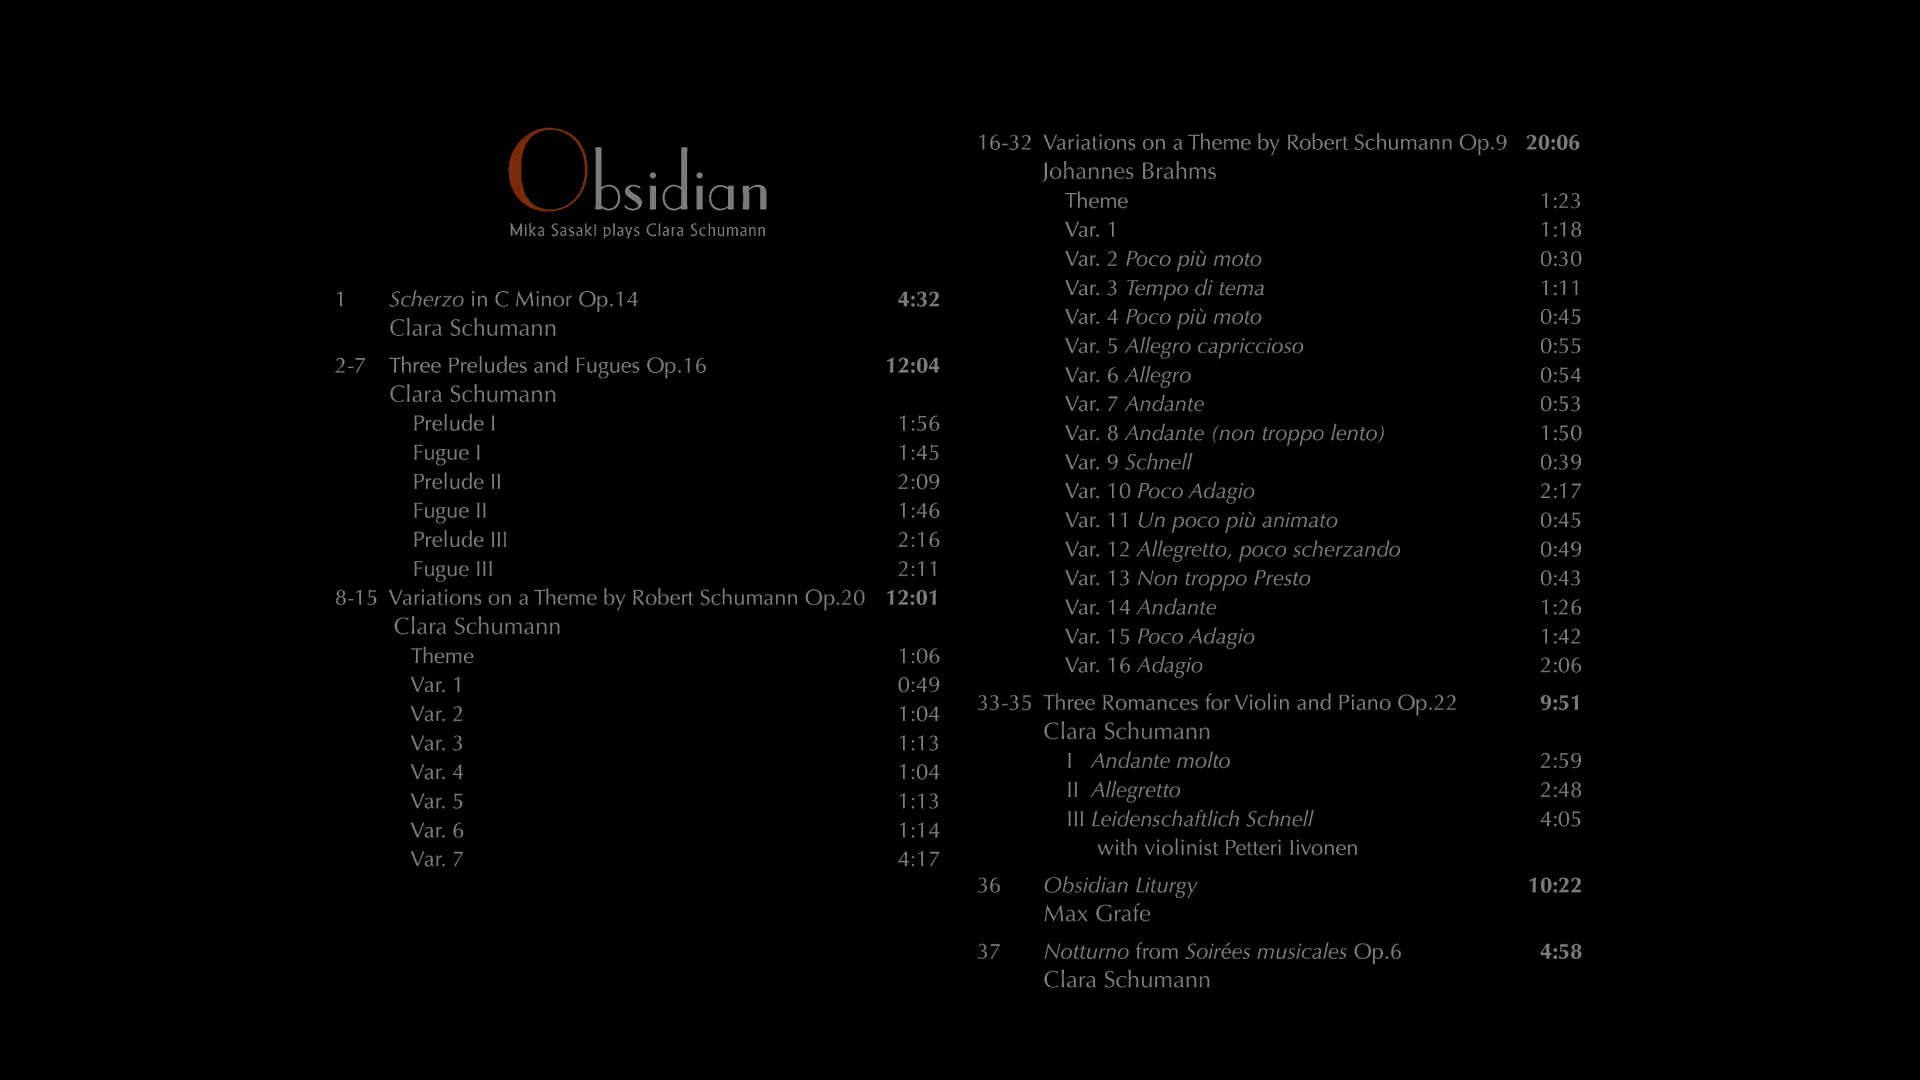 Obsidian
Mika Sasaki plays Clara Schumann
1 Scherzo in C Minor Op.14 4:32
Clara Schumann
2-7 Three Preludes and Fugues Op.16 12:04
Clara Schumann
Prelude I 1:56
Fugue I 1:45
Prelude II 2:09
Fugue II 1:46
Prelude III 2:16
Fugue III 2:11
8-15 Variations on a Theme by Robert Schumann Op.20 12:01
Clara Schumann
Theme 1:06
Var. 1 0:49
Var. 2 1:04
Var. 3 1:13
Var. 4 1:04
Var. 5 1:13
Var. 6 1:14
Var. 7 4:17
16-32 Variations on a Theme by Robert Schumann Op.9 20:06
Johannes Brahms
Theme 1:23
Var. 1 1:18
Var. 2 Poco più moto 0:30
Var. 3 Tempo di tema 1:11
Var. 4 Poco più moto 0:45
Var. 5 Allegro capriccioso 0:55
Var. 6 Allegro 0:54
Var. 7 Andante 0:53
Var. 8 Andante (non troppo lento) 1:50
Var. 9 Schnell 0:39
Var. 10 Poco Adagio 2:17
Var. 11 Un poco più animato 0:45
Var. 12 Allegretto, poco scherzando 0:49
Var. 13 Non troppo Presto 0:43
Var. 14 Andante 1:26
Var. 15 Poco Adagio 1:42
Var. 16 Adagio 2:06
33-35 Three Romances for Violin and Piano Op.22 9:51
Clara Schumann
I Andante molto 2:59
II Allegretto 2:48
III Leidenschaftlich Schnell 4:05
with violinist Petteri Iivonen
36 Obsidian Liturgy 10:22
Max Grafe
37 Notturno from Soirées musicales Op.6 4:58
Clara Schumann